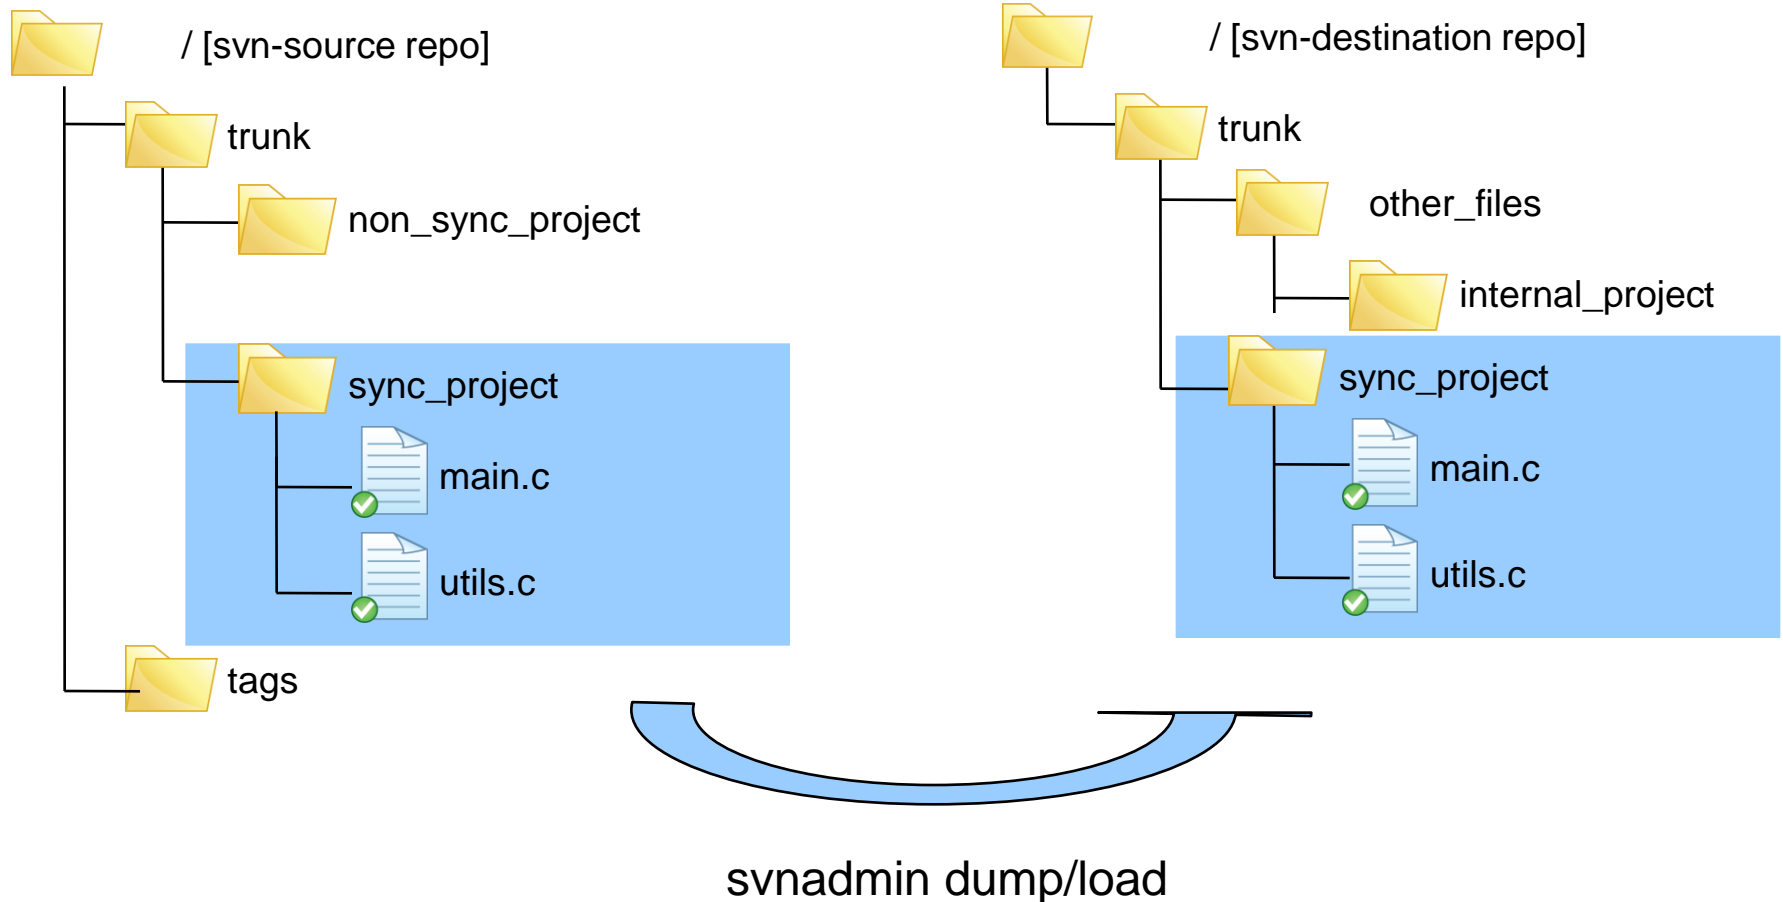 / [svn-source repo]
trunk
non_sync_project
sync_project
main.c
utils.c
tags
/ [svn-destination repo]
trunk
other_files
internal_project
sync_project
main.c
utils.c
svnadmin dump/load